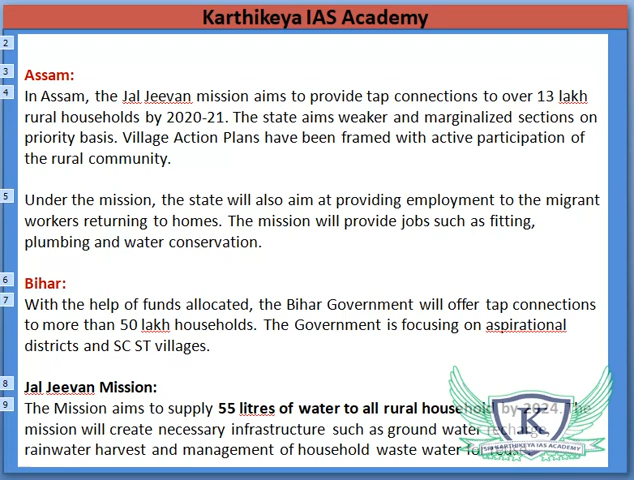 Karthikeya IAS Academy
2
3
Assam:
4
In Assam, the Jal Jeevan mission aims to provide tap connections to over 13 lakh
rural households by 2020-21. The state aims weaker and marginalized sections on
priority basis. Village Action Plans have been framed with active participation of
the rural community.
5
Under the mission, the state will also aim at providing employment to the migrant
workers returning to homes. The mission will provide jobs such as fitting,
plumbing and water conservation.
6
Bihar:
7
With the help of funds allocated, the Bihar Government will offer tap connections
to more than 50 lakh households. The Government is focusing on aspirational
districts and SC ST villages.
8
Jal Jeevan Mission:
9
The Mission aims to supply 55 litres of water to all rural household by 2024. The
mission will create necessary infrastructure such as ground water recharge,
rainwater harvest and management of household waste water for reuse.
K
KARTHIKEYA IAS ACADEMY